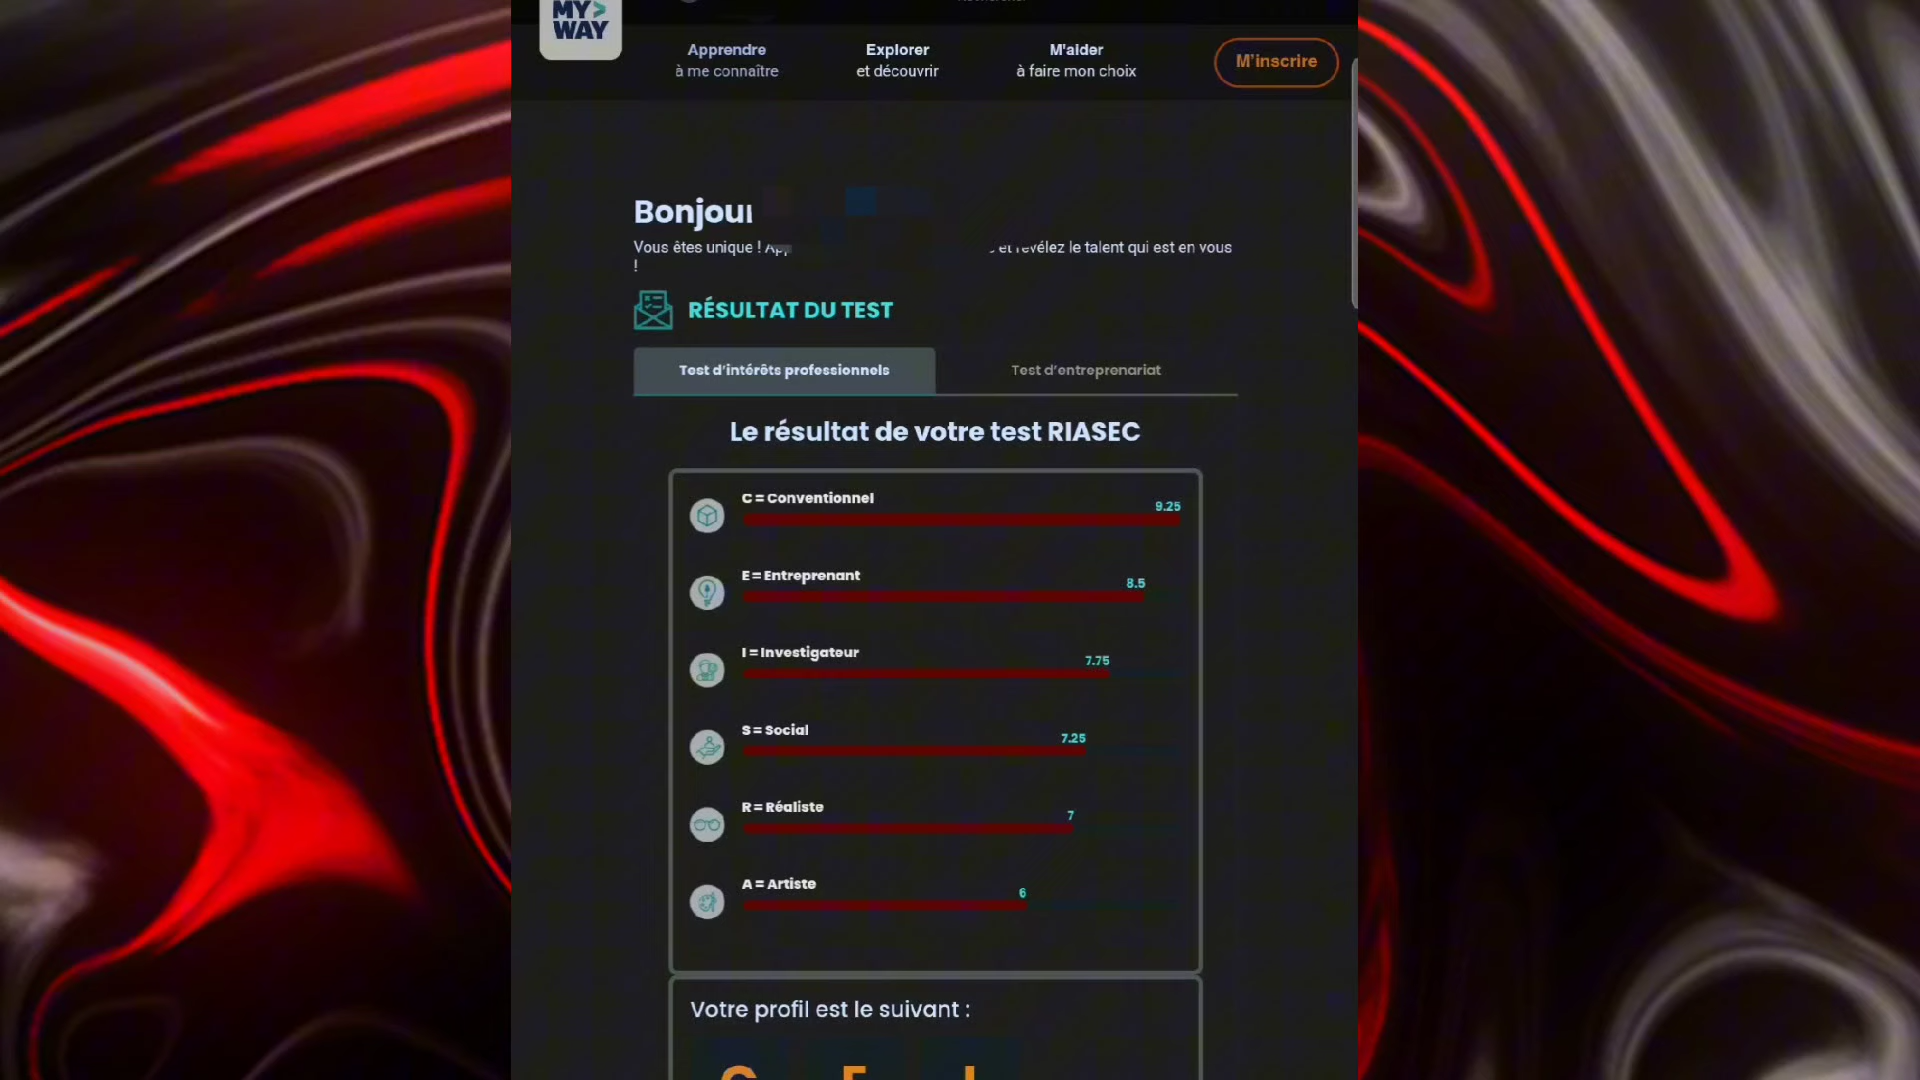 MY>
WAY
Apprendre
à me connaître
Explorer
et découvrir
M'aider
à faire mon choix
M'inscrire
Bonjour
Vous êtes unique ! et révélez le talent qui est en vous
!
RÉSULTAT DU TEST
Test d'intérêts professionnels
Test d'entreprenariat
Le résultat de votre test RIASEC
C = Conventionnel
9.25
E = Entreprenant
8.5
I = Investigateur
7.75
S = Social
7.25
R = Réaliste
7
A = Artiste
6
Votre profil est le suivant :
C E I